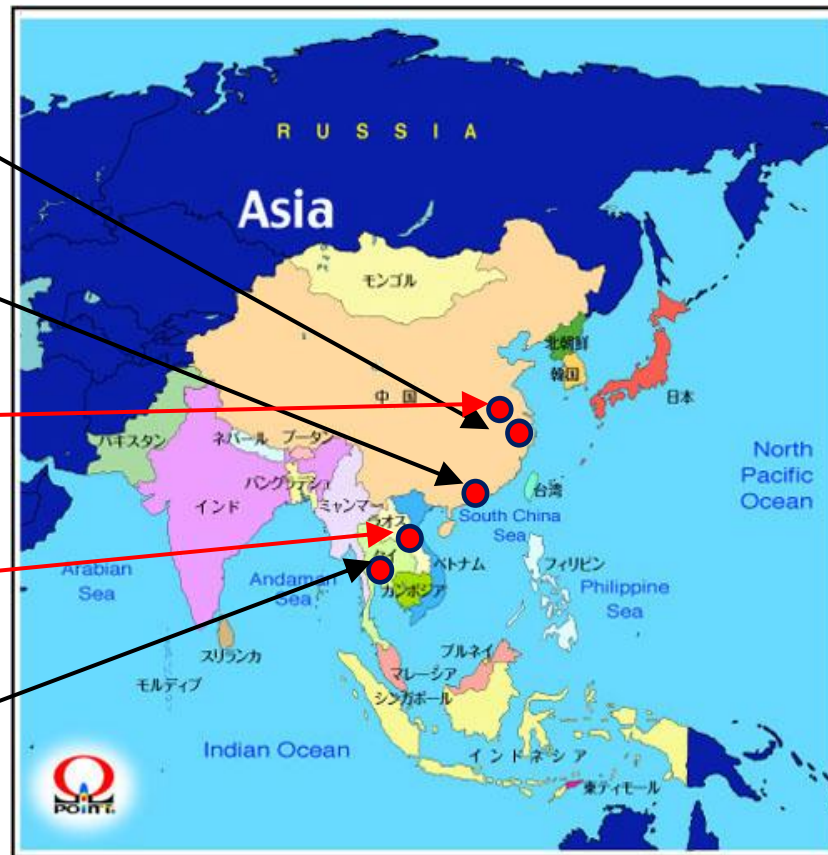 R U S S I A
Asia
モンゴル
北朝鮮
韓国
中 国
日本
パキスタン
ネパール
ブータン
North
Pacific
Ocean
バングラデシュ
インド
ミャンマー
台湾
ラオス
South China
Sea
タイ
ベトナム
フィリピン
Arabian
Sea
Andaman
Sea
カンボジア
Philippine
Sea
スリランカ
ブルネイ
マレーシア
モルディブ
シンガポール
Indian Ocean
インドネシア
東ティモール
POINT.